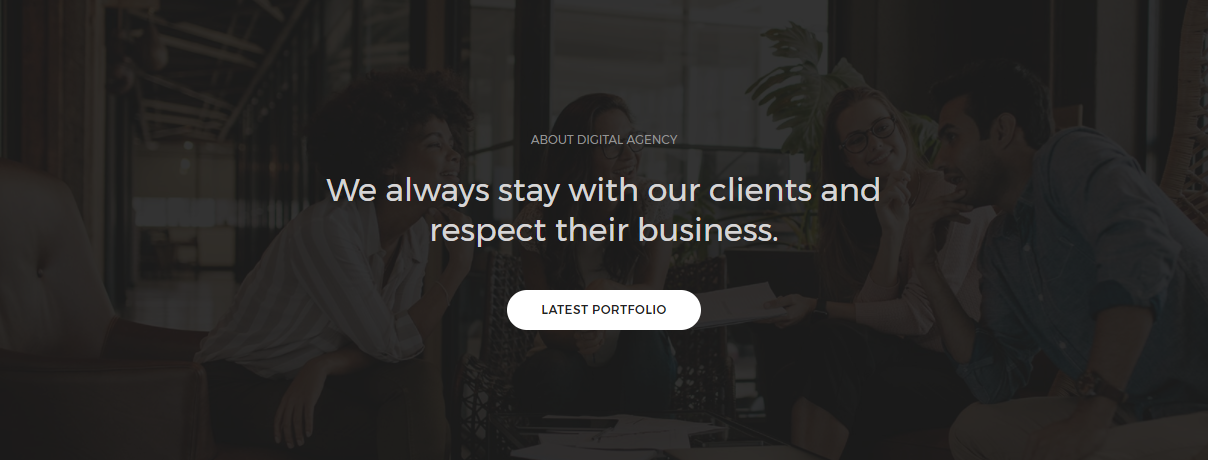 ABOUT DIGITAL AGENCY
We always stay with our clients and
respect their business.
LATEST PORTFOLIO